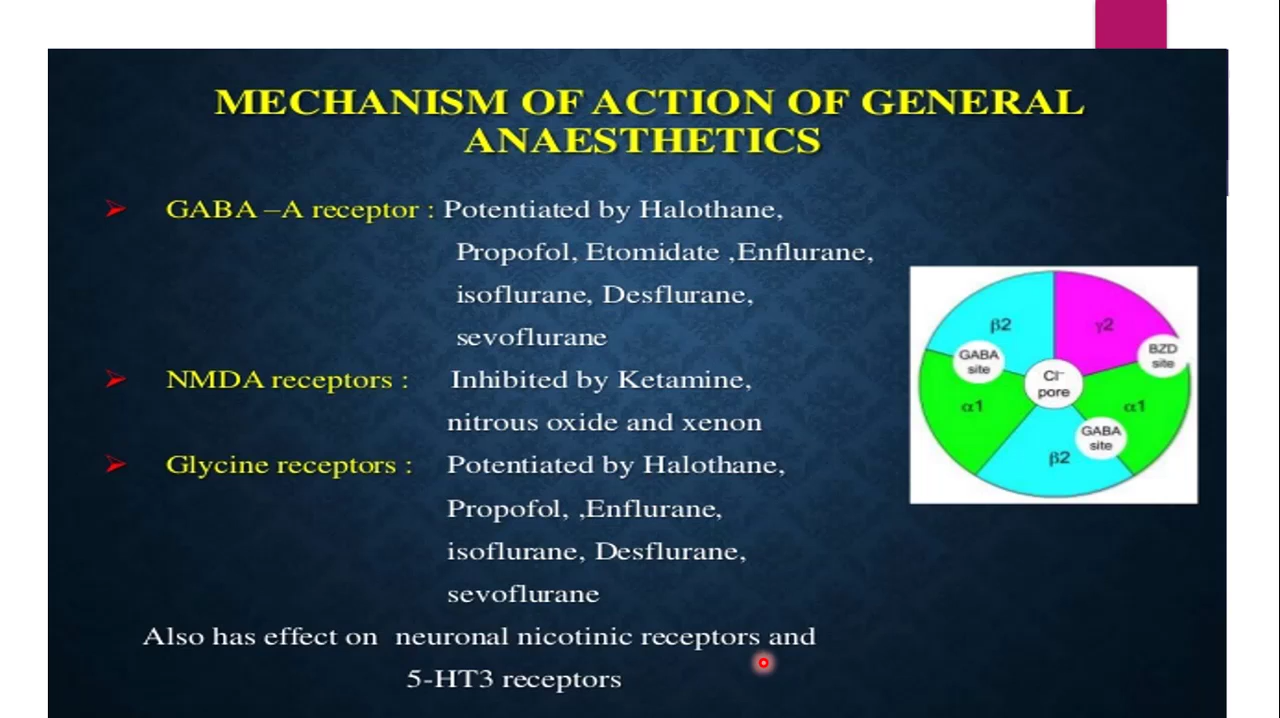 MECHANISM OF ACTION OF GENERAL
ANAESTHETICS
➢ GABA –A receptor : Potentiated by Halothane,
Propofol, Etomidate ,Enflurane,
isoflurane, Desflurane,
sevoflurane
➢ NMDA receptors : Inhibited by Ketamine,
nitrous oxide and xenon
➢ Glycine receptors : Potentiated by Halothane,
Propofol, ,Enflurane,
isoflurane, Desflurane,
sevoflurane
Also has effect on neuronal nicotinic receptors and
5-HT3 receptors
β2
γ2
GABA
site
BZD
site
Cl⁻
pore
α1
α1
GABA
site
β2